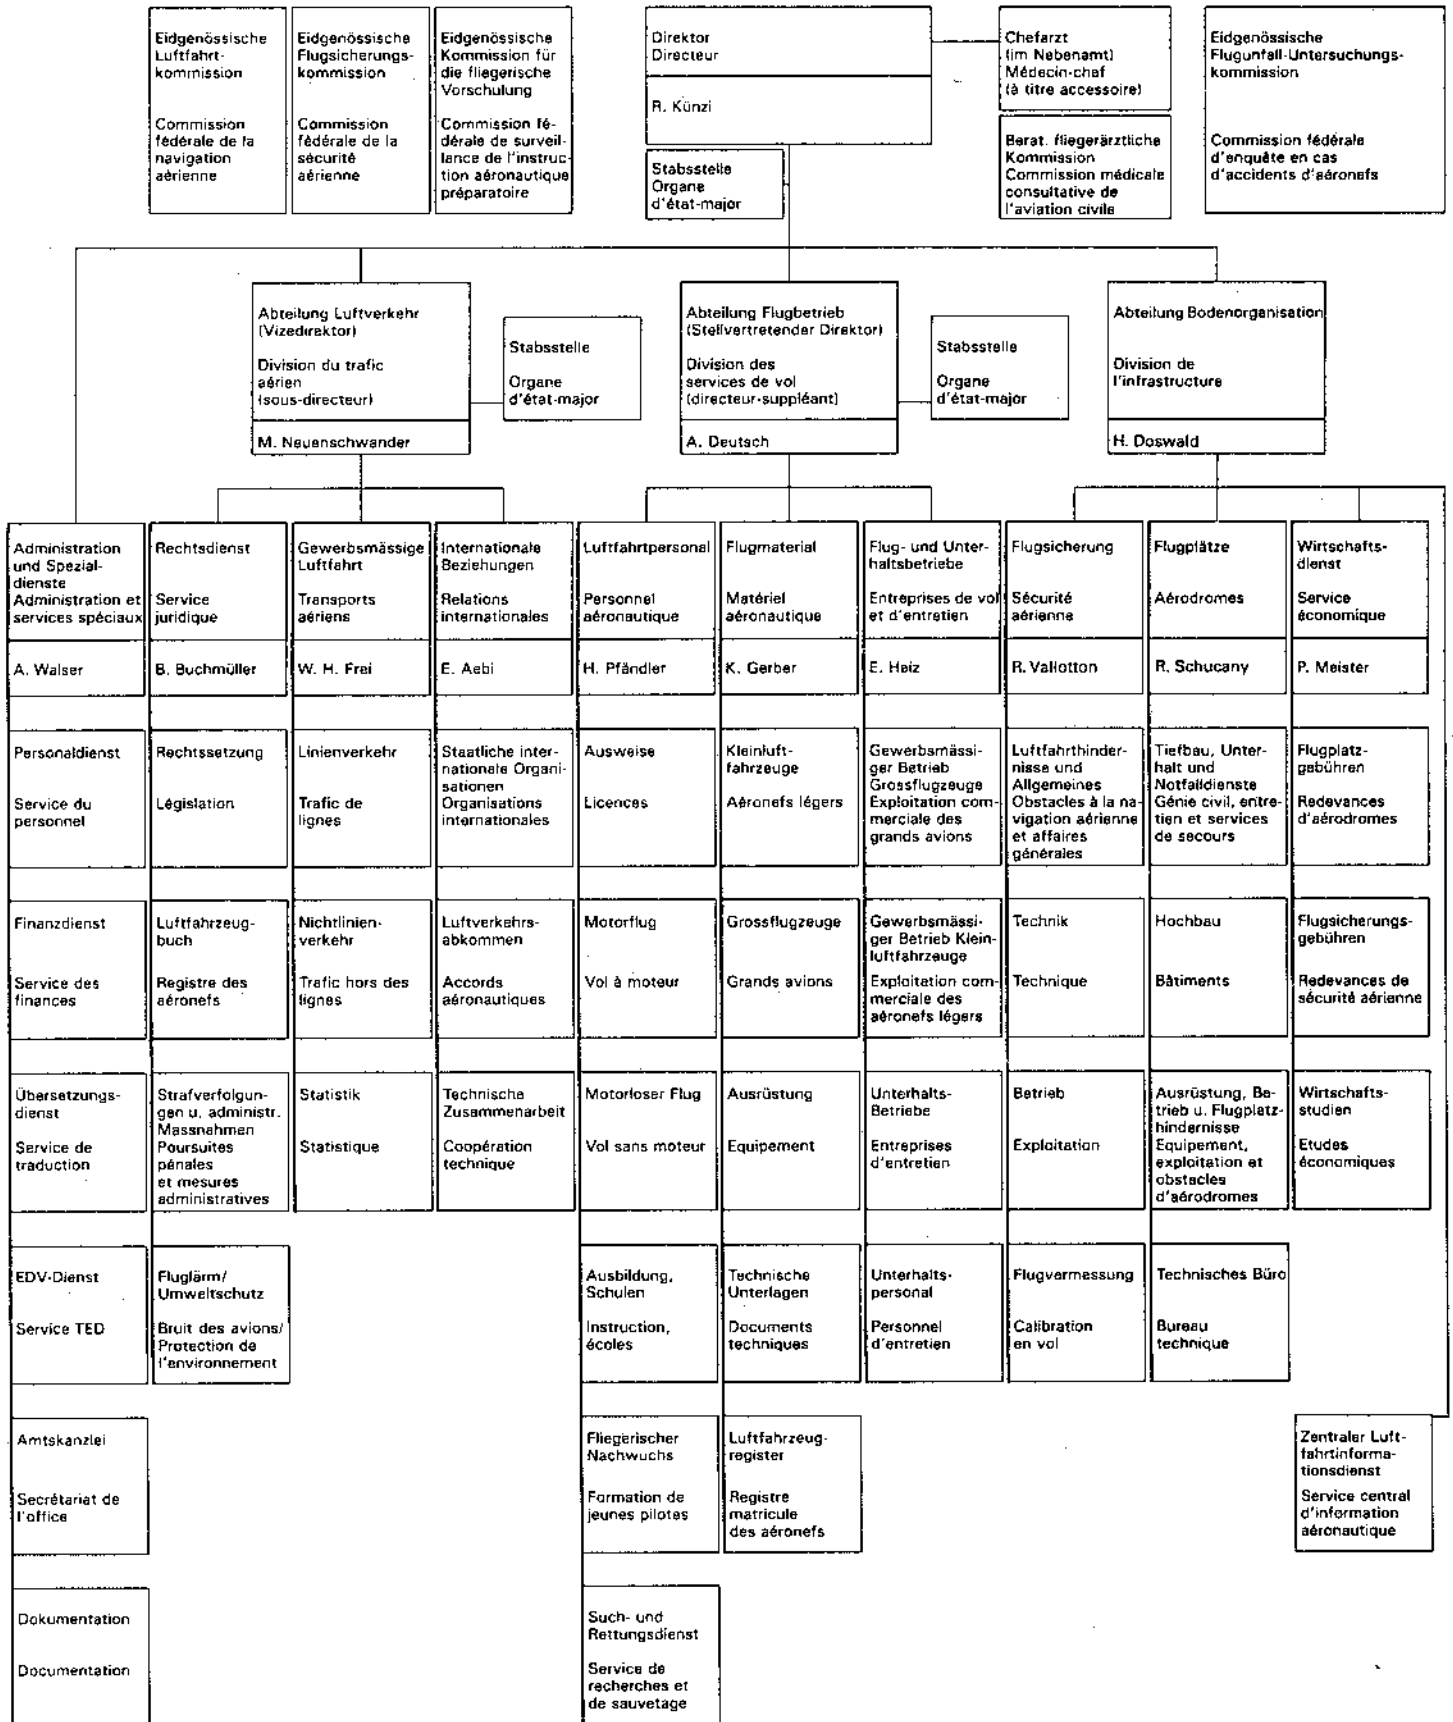 Eidgenössische
Luftfahrt-
kommission
Commission
fédérale de la
navigation
aérienne
Eidgenössische
Flugsicherungs-
kommission
Commission
fédérale de la
sécurité
aérienne
Eidgenössische
Kommission für
die fliegerische
Vorschulung
Commission fé-
dérale de surveil-
lance de l'instruc-
tion aéronautique
préparatoire
Direktor
Directeur
R. Künzi
Stabsstelle
Organe
d'état-major
Chefarzt
(im Nebenamt)
Médecin-chef
(à titre accessoire)
Berat. fliegerärztliche
Kommission
Commission médicale
consultative de
l'aviation civile
Eidgenössische
Flugunfall-Untersuchungs-
kommission
Commission fédérale
d'enquête en cas
d'accidents d'aéronefs
Abteilung Luftverkehr
(Vizedirektor)
Division du trafic
aérien
(sous-directeur)
M. Neuenschwander
Stabsstelle
Organe
d'état-major
Abteilung Flugbetrieb
(Stellvertretender Direktor)
Division des
services de vol
(directeur-suppléant)
A. Deutsch
Stabsstelle
Organe
d'état-major
Abteilung Bodenorganisation
Division de
l'infrastructure
H. Doswald
Administration
und Spezial-
dienste
Administration et
services spéciaux
A. Walser
Rechtsdienst
Service
juridique
B. Buchmüller
Gewerbsmässige
Luftfahrt
Transports
aériens
W. H. Frei
Internationale
Beziehungen
Relations
internationales
E. Aebi
Luftfahrtpersonal
Personnel
aéronautique
H. Pfändler
Flugmaterial
Matériel
aéronautique
K. Gerber
Flug- und Unter-
haltsbetriebe
Entreprises de vol
et d'entretien
E. Heiz
Flugsicherung
Sécurité
aérienne
R. Vallotton
Flugplätze
Aérodromes
R. Schucany
Wirtschafts-
dienst
Service
économique
P. Meister
Personaldienst
Service du
personnel
Rechtssetzung
Législation
Linienverkehr
Trafic de
lignes
Staatliche inter-
nationale Organi-
sationen
Organisations
internationales
Ausweise
Licences
Kleinluft-
fahrzeuge
Aéronefs légers
Gewerbsmässi-
ger Betrieb
Grossflugzeuge
Exploitation com-
merciale des
grands avions
Luftfahrthinder-
nisse und
Allgemeines
Obstacles à la na-
vigation aérienne
et affaires
générales
Tiefbau, Unter-
halt und
Notfalldienste
Génie civil, entre-
tien et services
de secours
Flugplatz-
gebühren
Redevances
d'aérodromes
Finanzdienst
Service des
finances
Luftfahrzeug-
buch
Registre des
aéronefs
Nichtlinien-
verkehr
Trafic hors des
lignes
Luftverkehrs-
abkommen
Accords
aéronautiques
Motorflug
Vol à moteur
Grossflugzeuge
Grands avions
Gewerbsmässi-
ger Betrieb Klein-
luftfahrzeuge
Exploitation com-
merciale des
aéronefs légers
Technik
Technique
Hochbau
Bâtiments
Flugsicherungs-
gebühren
Redevances de
sécurité aérienne
Übersetzungs-
dienst
Service de
traduction
Strafverfolgun-
gen u. administr.
Massnahmen
Poursuites
pénales
et mesures
administratives
Statistik
Statistique
Technische
Zusammenarbeit
Coopération
technique
Motorloser Flug
Vol sans moteur
Ausrüstung
Equipement
Unterhalts-
Betriebe
Entreprises
d'entretien
Betrieb
Exploitation
Ausrüstung, Be-
trieb u. Flugplatz-
hindernisse
Equipement,
exploitation et
obstacles
d'aérodromes
Wirtschafts-
studien
Etudes
économiques
EDV-Dienst
Service TED
Fluglärm/
Umweltschutz
Bruit des avions/
Protection de
l'environnement
Ausbildung,
Schulen
Instruction,
écoles
Technische
Unterlagen
Documents
techniques
Unterhalts-
personal
Personnel
d'entretien
Flugvermessung
Calibration
en vol
Technisches Büro
Bureau
technique
Amtskanzlei
Secrétariat de
l'office
Fliegerischer
Nachwuchs
Formation de
jeunes pilotes
Luftfahrzeug-
register
Registre
matricule
des aéronefs
Zentraler Luft-
fahrtinforma-
tionsdienst
Service central
d'information
aéronautique
Dokumentation
Documentation
Such- und
Rettungsdienst
Service de
recherches et
de sauvetage